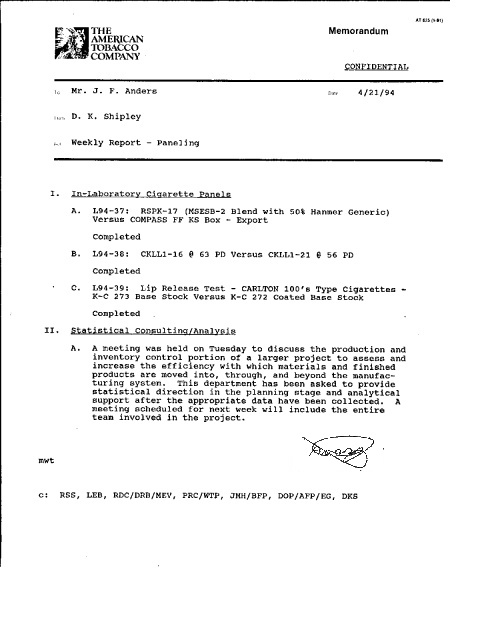 AT 025 (9-81)
THE
AMERICAN
TOBACCO
COMPANY
Memorandum
CONFIDENTIAL
To Mr. J. F. Anders Date 4/21/94
From D. K. Shipley
Weekly Report - Paneling
I. In-Laboratory Cigarette Panels
A. L94-37: RSPK-17 (MSESB-2 Blend with 50% Hanmer Generic)
Versus COMPASS FF KS Box - Export
Completed
B. L94-38: CKLL1-16 @ 63 PD Versus CKLL1-21 @ 56 PD
Completed
C. L94-39: Lip Release Test - CARLTON 100's Type Cigarettes -
K-C 273 Base Stock Versus K-C 272 Coated Base Stock
Completed
II. Statistical Consulting/Analysis
A. A meeting was held on Tuesday to discuss the production and
inventory control portion of a larger project to assess and
increase the efficiency with which materials and finished
products are moved into, through, and beyond the manufac-
turing system. This department has been asked to provide
statistical direction in the planning stage and analytical
support after the appropriate data have been collected. A
meeting scheduled for next week will include the entire
team involved in the project.
mwt
c: RSS, LEB, RDC/DRB/MEV, PRC/WTP, JMH/BFP, DOP/AFP/EG, DKS